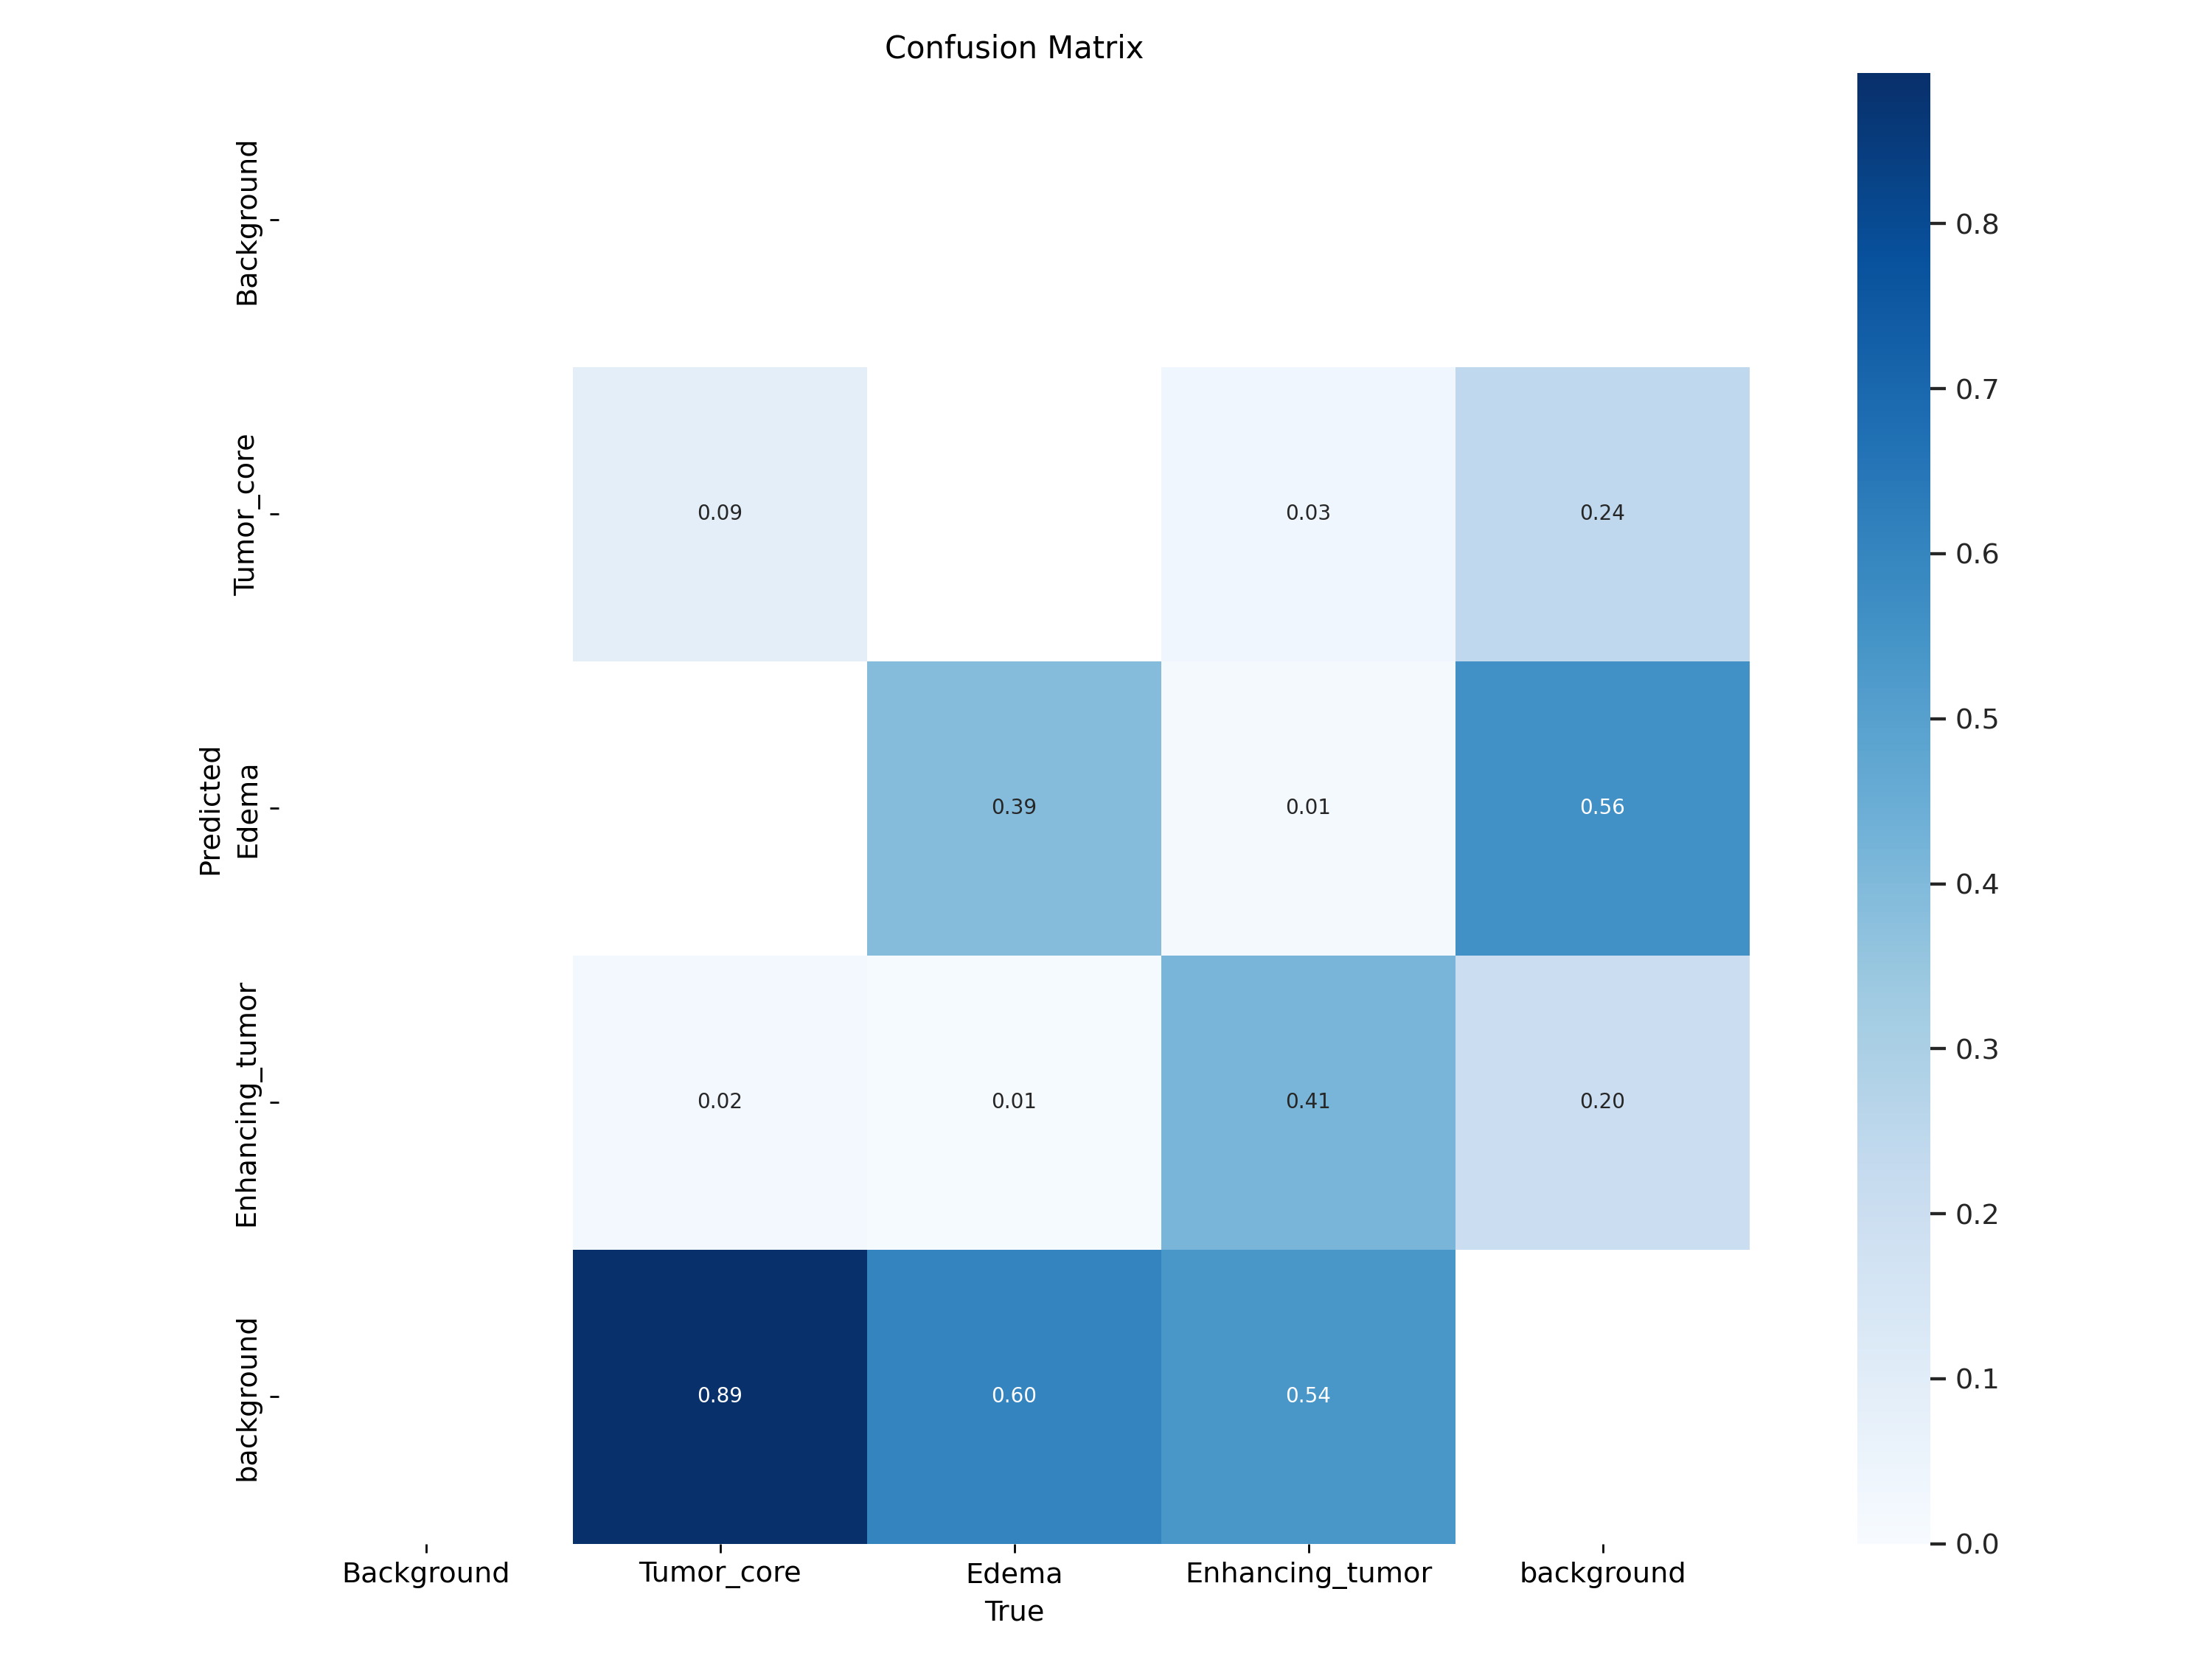 Confusion Matrix
Background
Tumor_core
Predicted
Edema
Enhancing_tumor
background
0.09
0.03
0.24
0.39
0.01
0.56
0.02
0.01
0.41
0.20
0.89
0.60
0.54
Background
Tumor_core
Edema
Enhancing_tumor
background
True
0.8
0.7
0.6
0.5
0.4
0.3
0.2
0.1
0.0